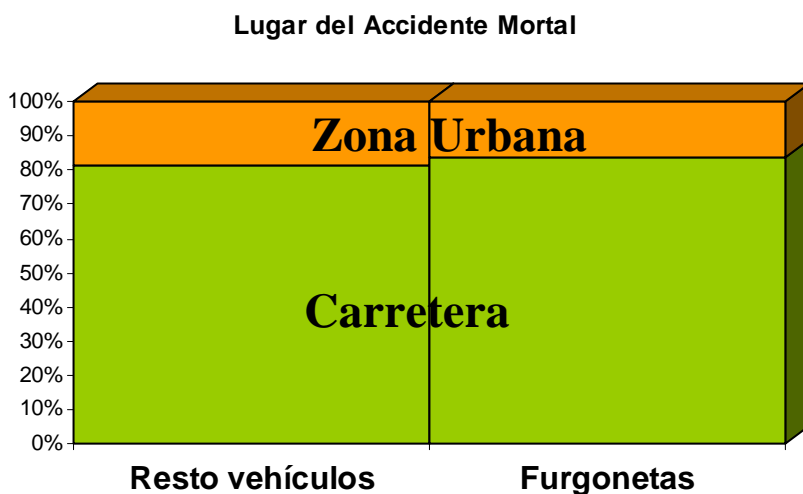 Lugar del Accidente Mortal
100%
90%
80%
70%
60%
50%
40%
30%
20%
10%
0%
Zona Urbana
Carretera
Resto vehículos
Furgonetas